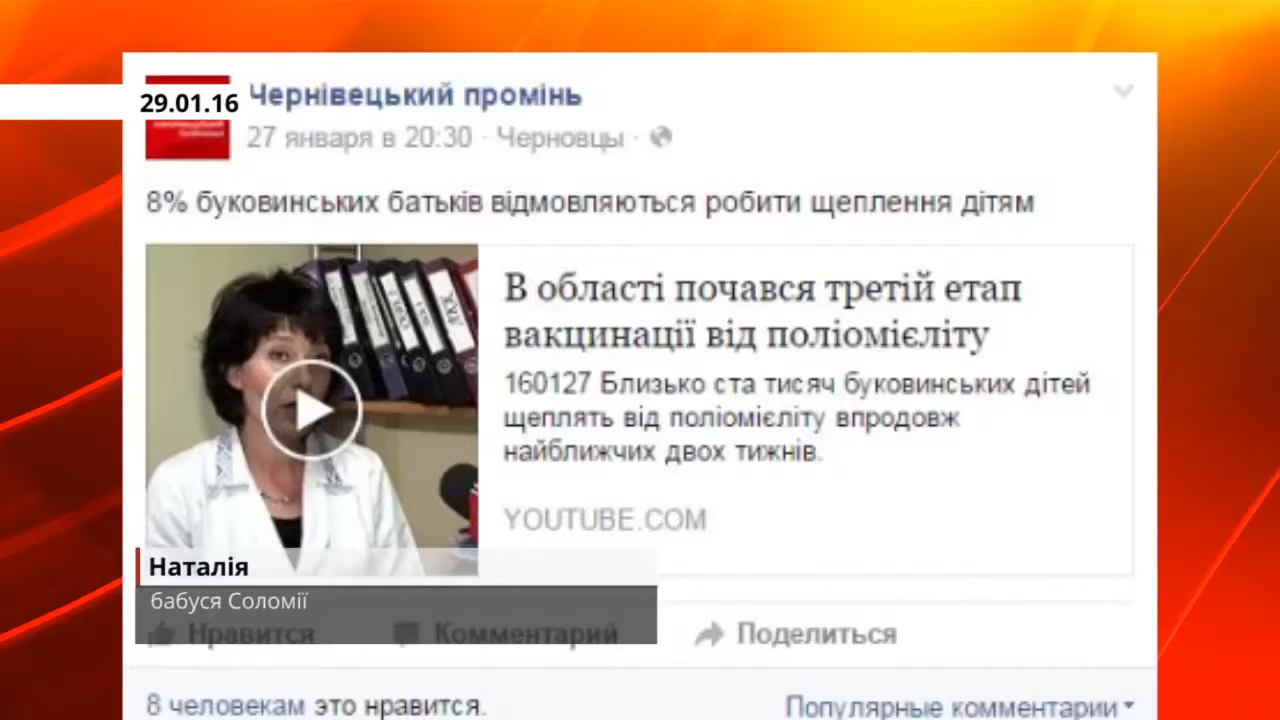 29.01.16
Чернівецький промінь
27 января в 20:30 · Черновцы ·
8% буковинських батьків відмовляються робити щеплення дітям
В області почався третій етап
вакцинації від поліомієліту
160127 Близько ста тисяч буковинських дітей
щеплять від поліомієліту впродовж
найближчих двох тижнів.
YOUTUBE.COM
Наталія
бабуся Соломії
Нравится Комментарий Поделиться
8 человекам это нравится.
Популярные комментарии